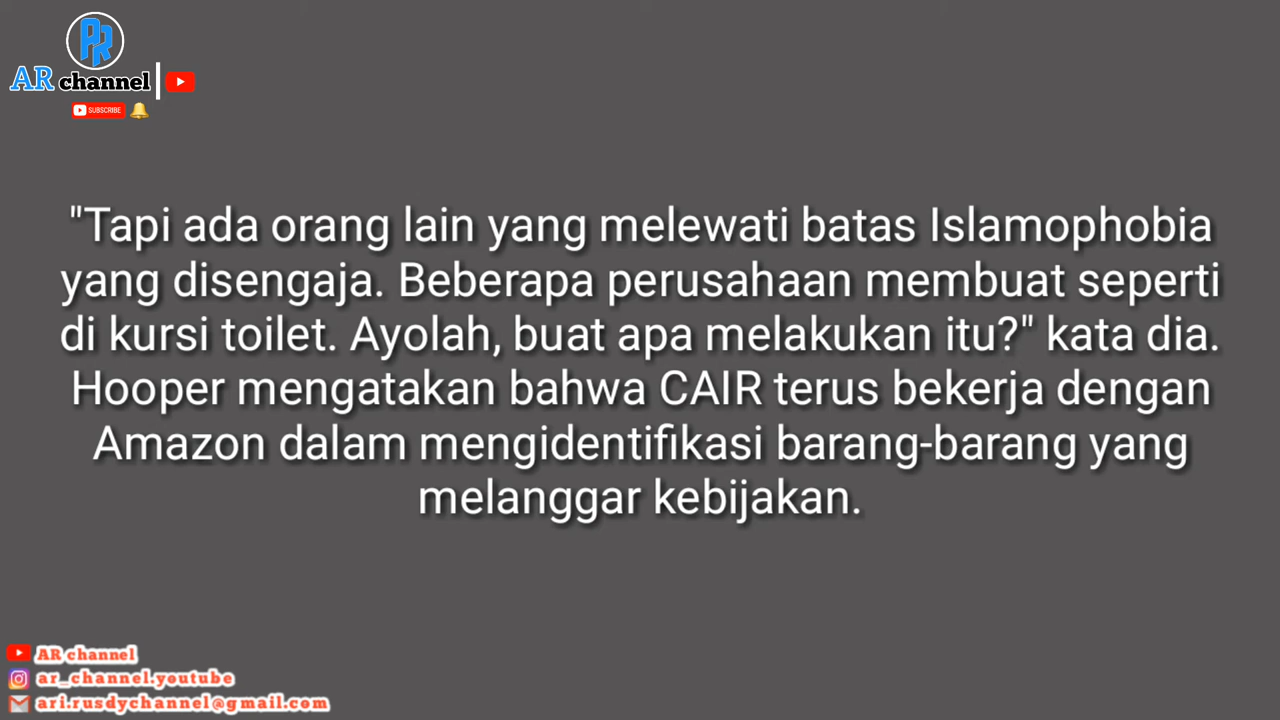 PR
AR channel
SUBSCRIBE
"Tapi ada orang lain yang melewati batas Islamophobia
yang disengaja. Beberapa perusahaan membuat seperti
di kursi toilet. Ayolah, buat apa melakukan itu?" kata dia.
Hooper mengatakan bahwa CAIR terus bekerja dengan
Amazon dalam mengidentifikasi barang-barang yang
melanggar kebijakan.
AR channel
ar_channel.youtube
ari.rusdychannel@gmail.com